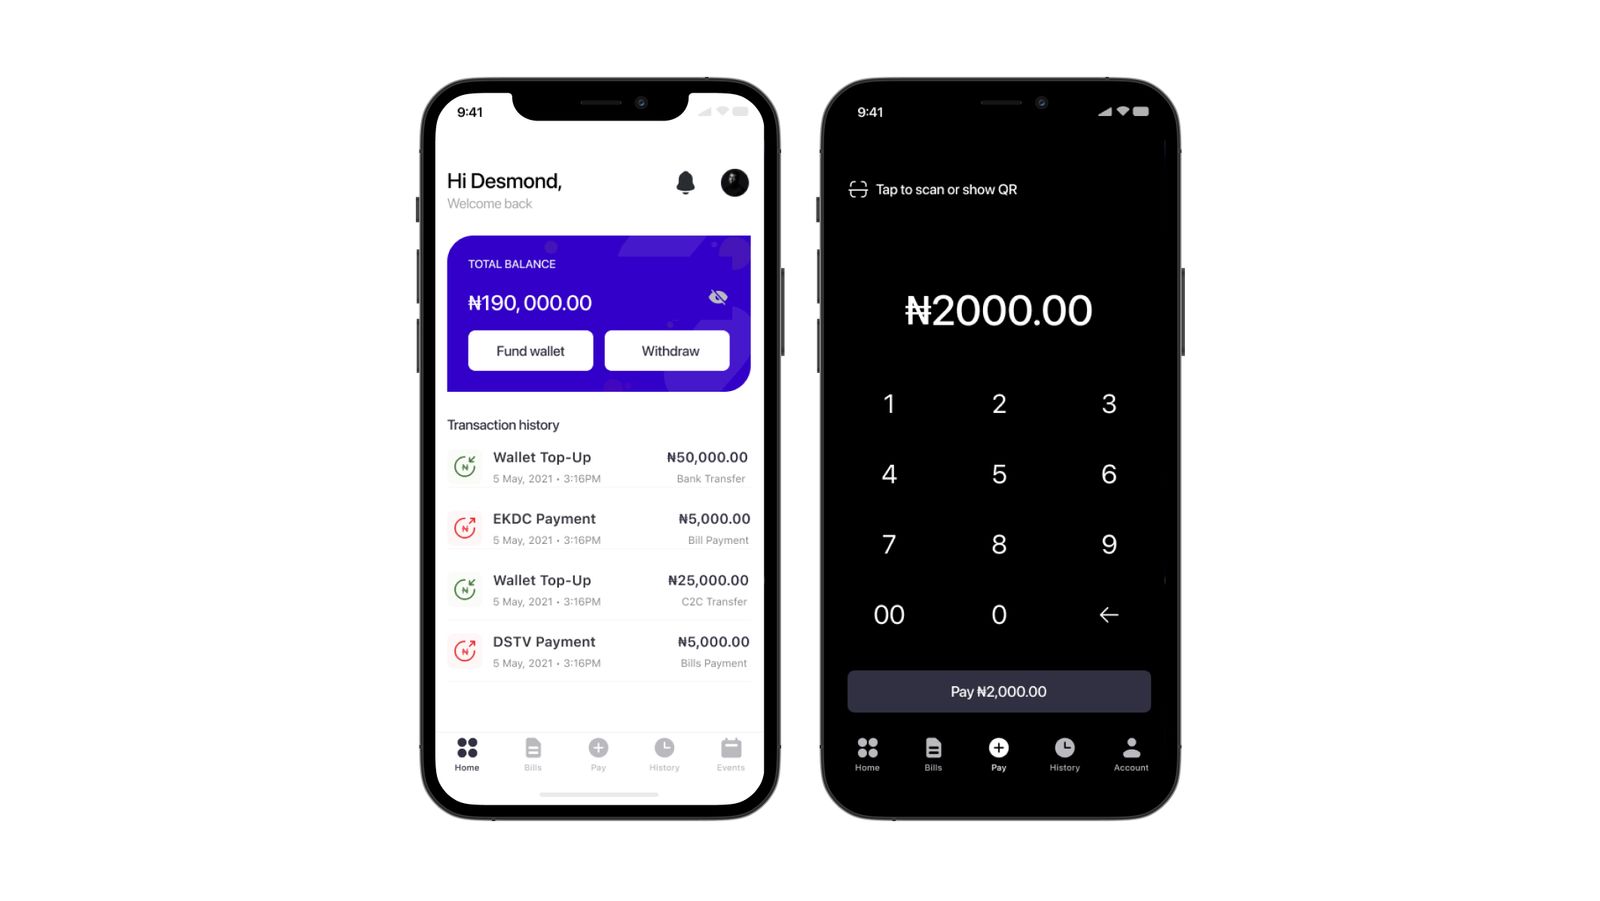 9:41
Hi Desmond,
Welcome back
TOTAL BALANCE
₦190,000.00
Fund wallet Withdraw
Transaction history
Wallet Top-Up ₦50,000.00
5 May, 2021 • 3:16PM Bank Transfer
EKDC Payment ₦5,000.00
5 May, 2021 • 3:16PM Bill Payment
Wallet Top-Up ₦25,000.00
5 May, 2021 • 3:16PM C2C Transfer
DSTV Payment ₦5,000.00
5 May, 2021 • 3:16PM Bills Payment
Home Bills Pay History Events
9:41
Tap to scan or show QR
₦2000.00
1 2 3
4 5 6
7 8 9
00 0
Pay ₦2,000.00
Home Bills Pay History Account